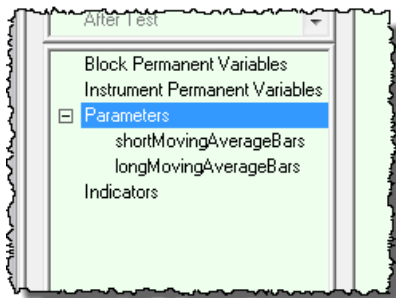 After Test
Block Permanent Variables
Instrument Permanent Variables
Parameters
shortMovingAverageBars
longMovingAverageBars
Indicators